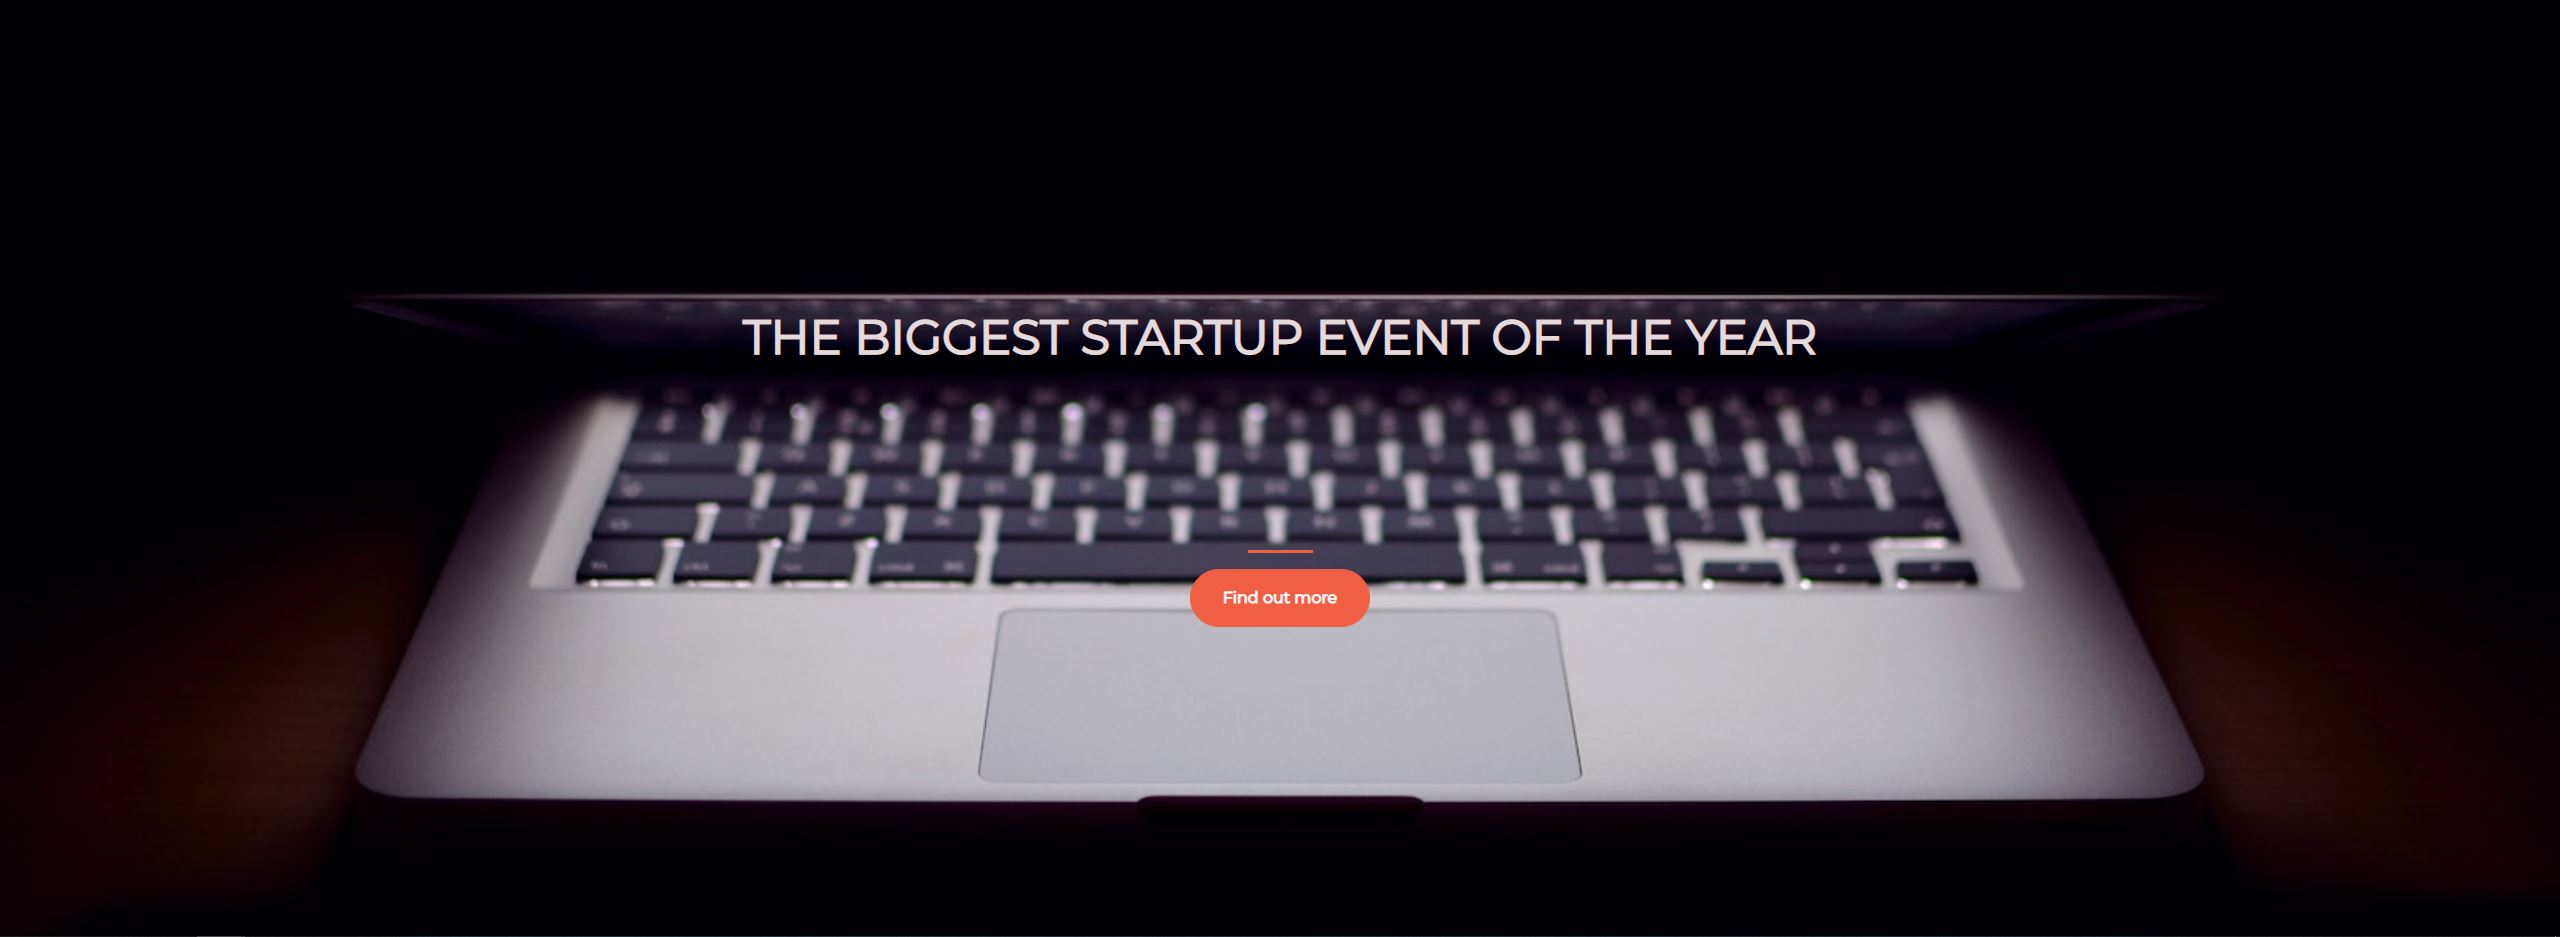 THE BIGGEST STARTUP EVENT OF THE YEAR
Find out more